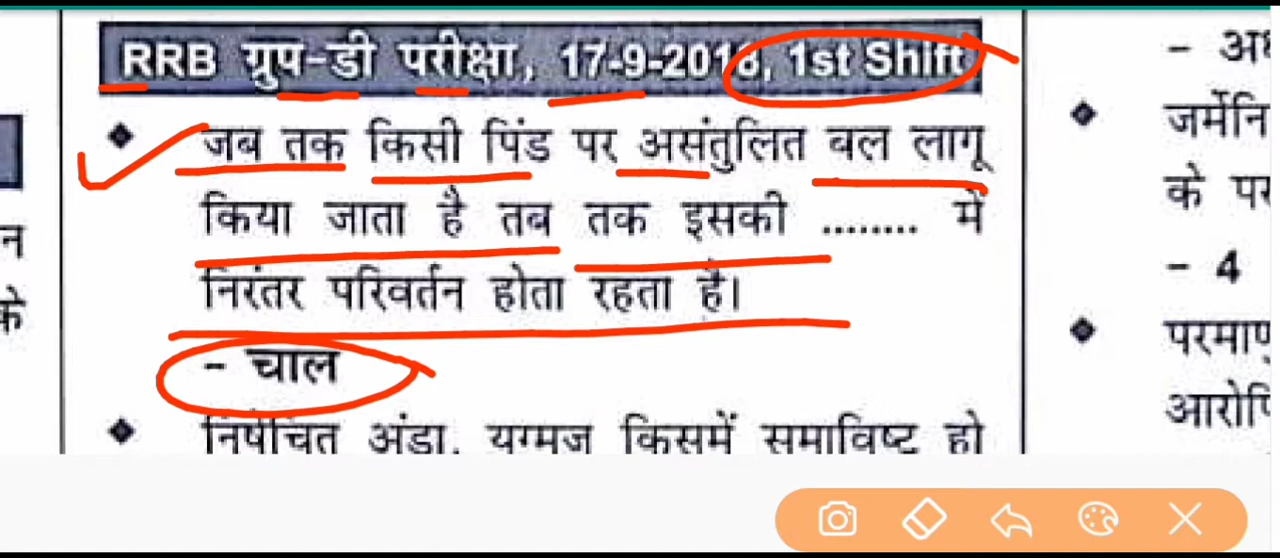 RRB ग्रुप-डी परीक्षा, 17-9-2018, 1st Shift
जब तक किसी पिंड पर असंतुलित बल लागू
किया जाता है तब तक इसकी ........ में
निरंतर परिवर्तन होता रहता है।
- चाल
निषेचित अंडा, युग्मज किसमें समाविष्ट हो
न
के
- अ
जर्मेनि
के पर
- 4
परमाणु
आरोपि